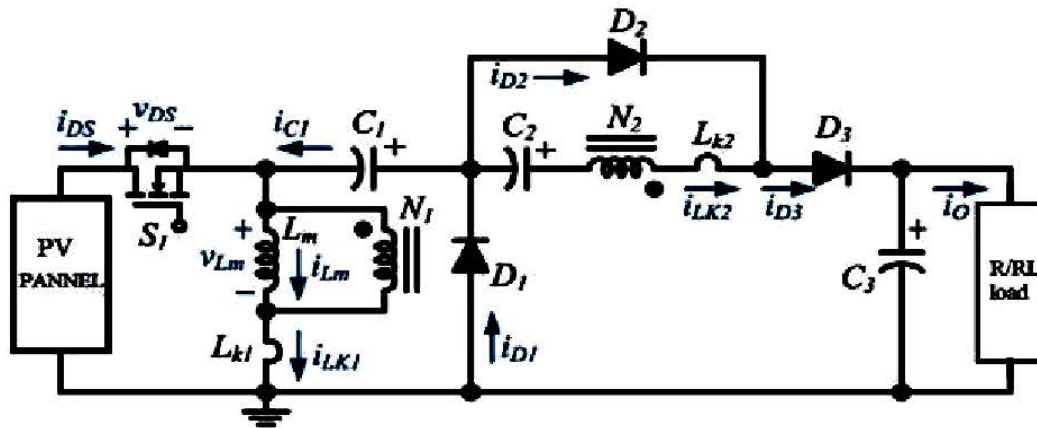 D2
iD2
N2
C2
+
Lk2
D3
iDS
+ vDS -
iC1
C1
+
iLK2
iD3
iO
S1
PV
PANNEL
+
vLm
-
Lm
iLm
N1
D1
C3
+
R/RL
load
Lk1
iLK1
iD1